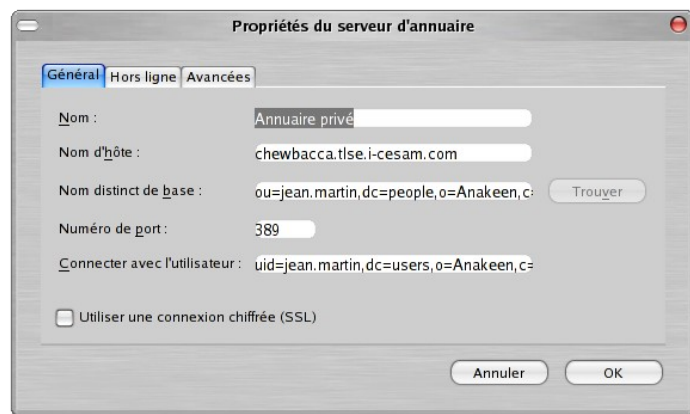 Propriétés du serveur d'annuaire
Général Hors ligne Avancées
Nom : Annuaire privé
Nom d'hôte : chewbacca.tlse.i-cesam.com
Nom distinct de base : ou=jean.martin,dc=people,o=Anakeen,c= Trouver
Numéro de port : 389
Connecter avec l'utilisateur : uid=jean.martin,dc=users,o=Anakeen,c=
Utiliser une connexion chiffrée (SSL)
Annuler OK